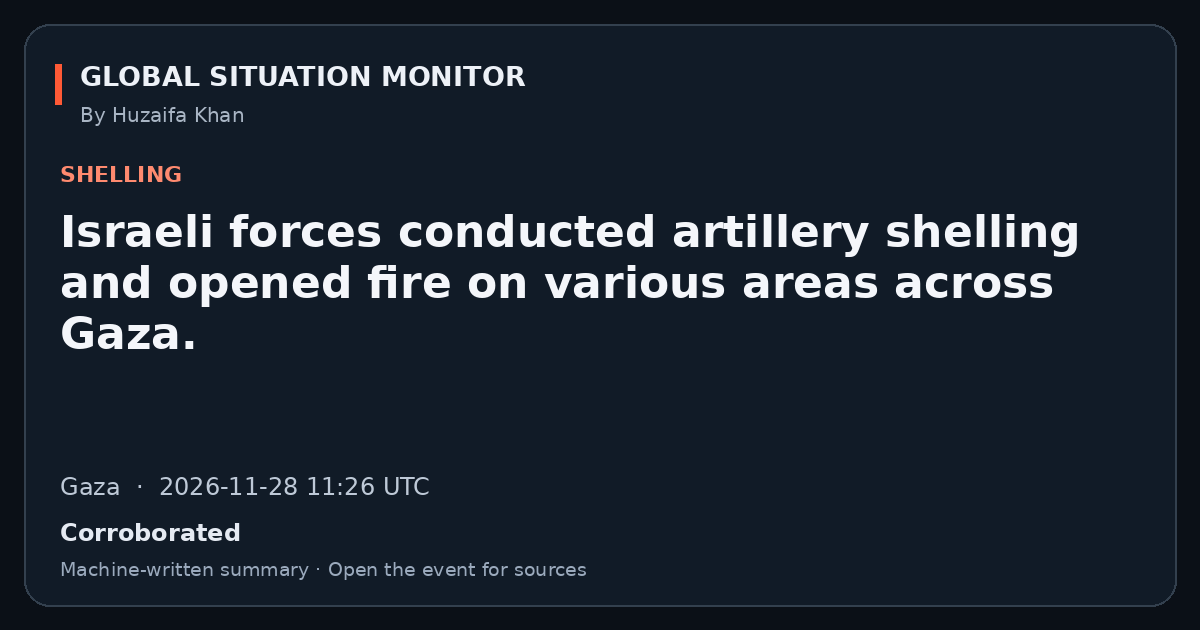 GLOBAL SITUATION MONITOR
By Huzaifa Khan
SHELLING
Israeli forces conducted artillery shelling
and opened fire on various areas across
Gaza.
Gaza · 2026-11-28 11:26 UTC
Corroborated
Machine-written summary · Open the event for sources